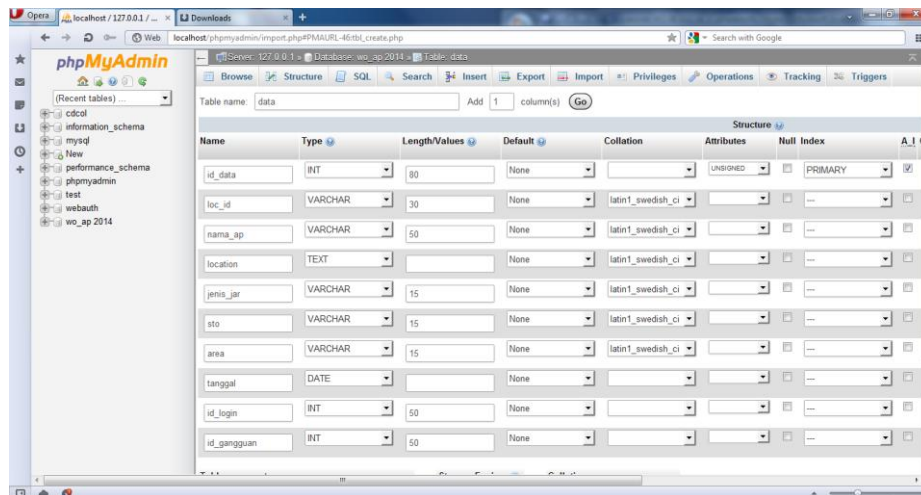 Opera
localhost / 127.0.0.1 / ...
Downloads
Web
localhost/phpmyadmin/import.php#PMAURL-46:tbl_create.php
Search with Google
phpMyAdmin
(Recent tables) ...
cdcol
information_schema
mysql
New
performance_schema
phpmyadmin
test
webauth
wo_ap 2014
Server: 127.0.0.1 » Database: wo_ap 2014 » Table: data
Browse Structure SQL Search Insert Export Import Privileges Operations Tracking Triggers
Table name: data Add 1 column(s) Go
Structure
Name Type Length/Values Default Collation Attributes Null Index A_I
id_data INT 80 None UNSIGNED PRIMARY
loc_id VARCHAR 30 None latin1_swedish_ci ---
nama_ap VARCHAR 50 None latin1_swedish_ci ---
location TEXT None latin1_swedish_ci ---
jenis_jar VARCHAR 15 None latin1_swedish_ci ---
sto VARCHAR 15 None latin1_swedish_ci ---
area VARCHAR 15 None latin1_swedish_ci ---
tanggal DATE None ---
id_login INT 50 None ---
id_gangguan INT 50 None ---